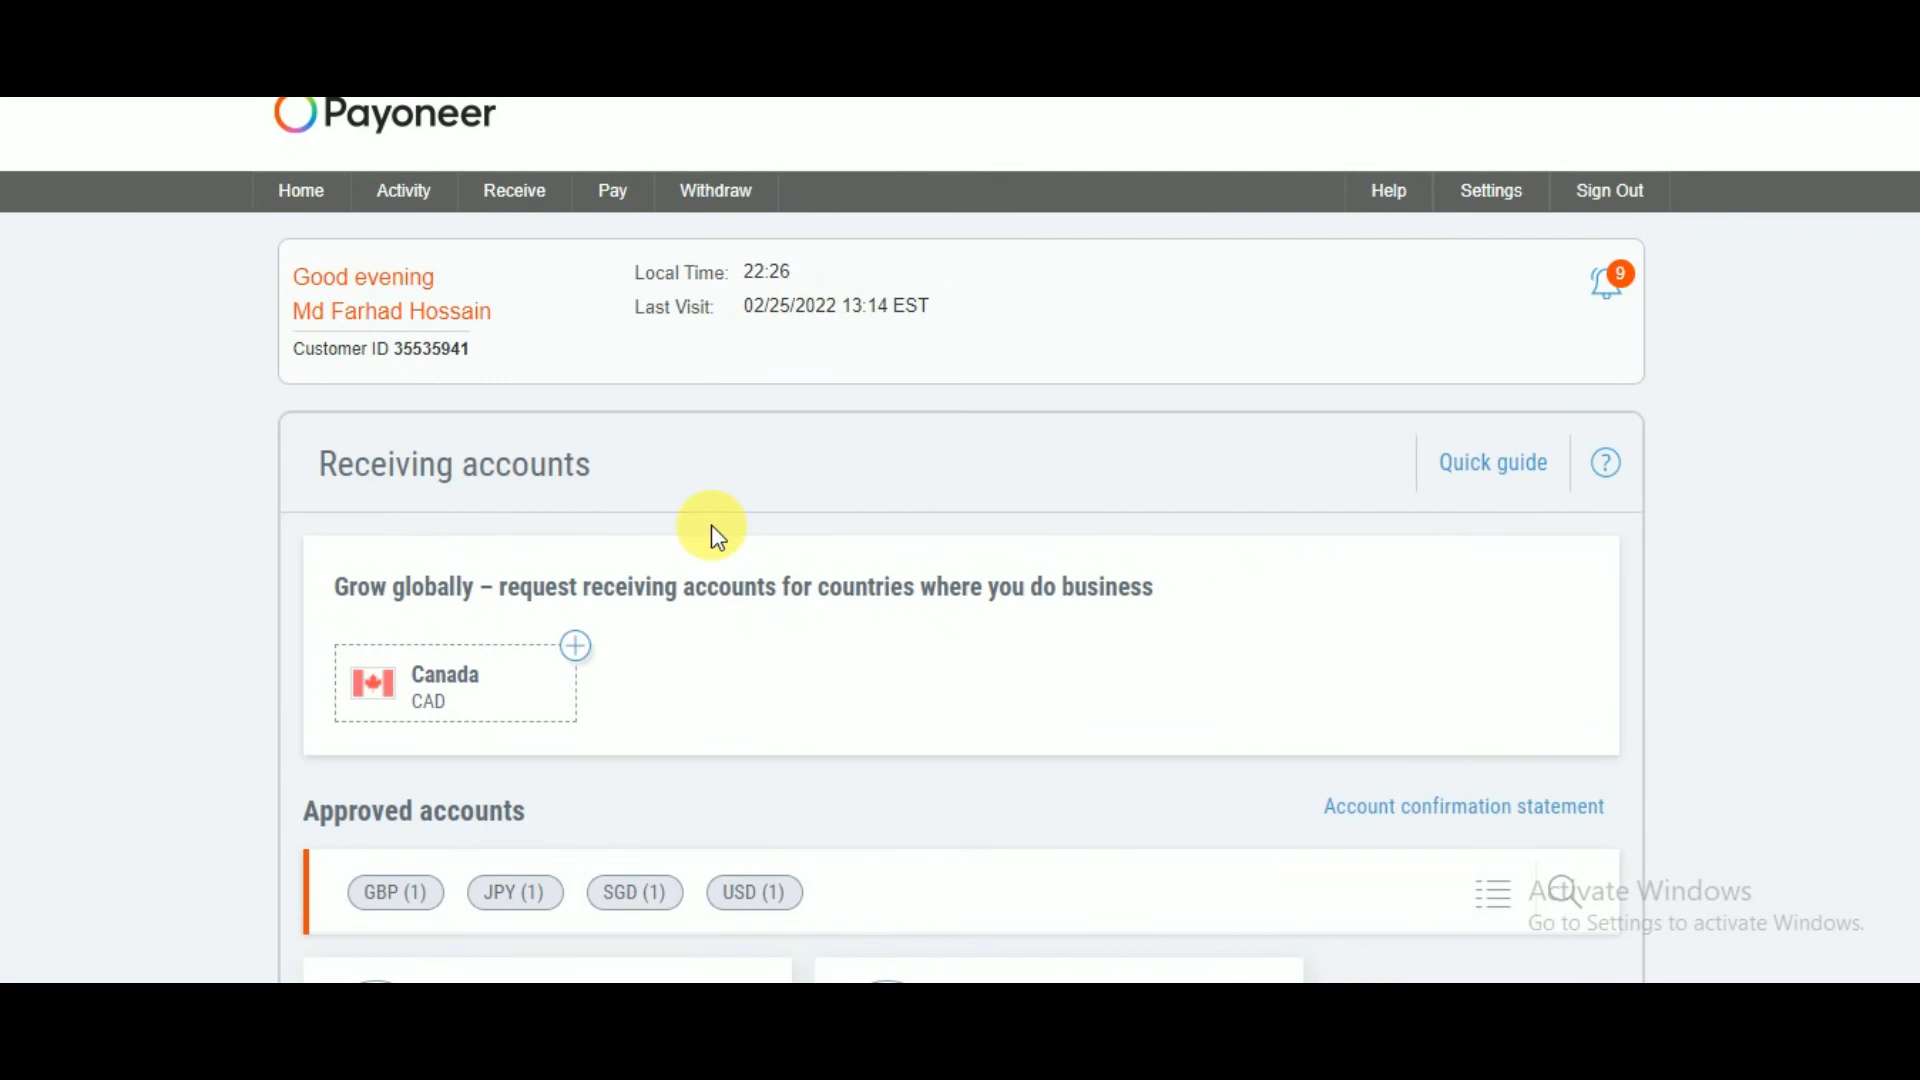 Payoneer
Home Activity Receive Pay Withdraw Help Settings Sign Out
Good evening
Md Farhad Hossain
Customer ID 35535941
Local Time: 22:26
Last Visit: 02/25/2022 13:14 EST
9
Receiving accounts
Quick guide
?
Grow globally – request receiving accounts for countries where you do business
Canada
CAD
Approved accounts
Account confirmation statement
GBP (1) JPY (1) SGD (1) USD (1)
Activate Windows
Go to Settings to activate Windows.